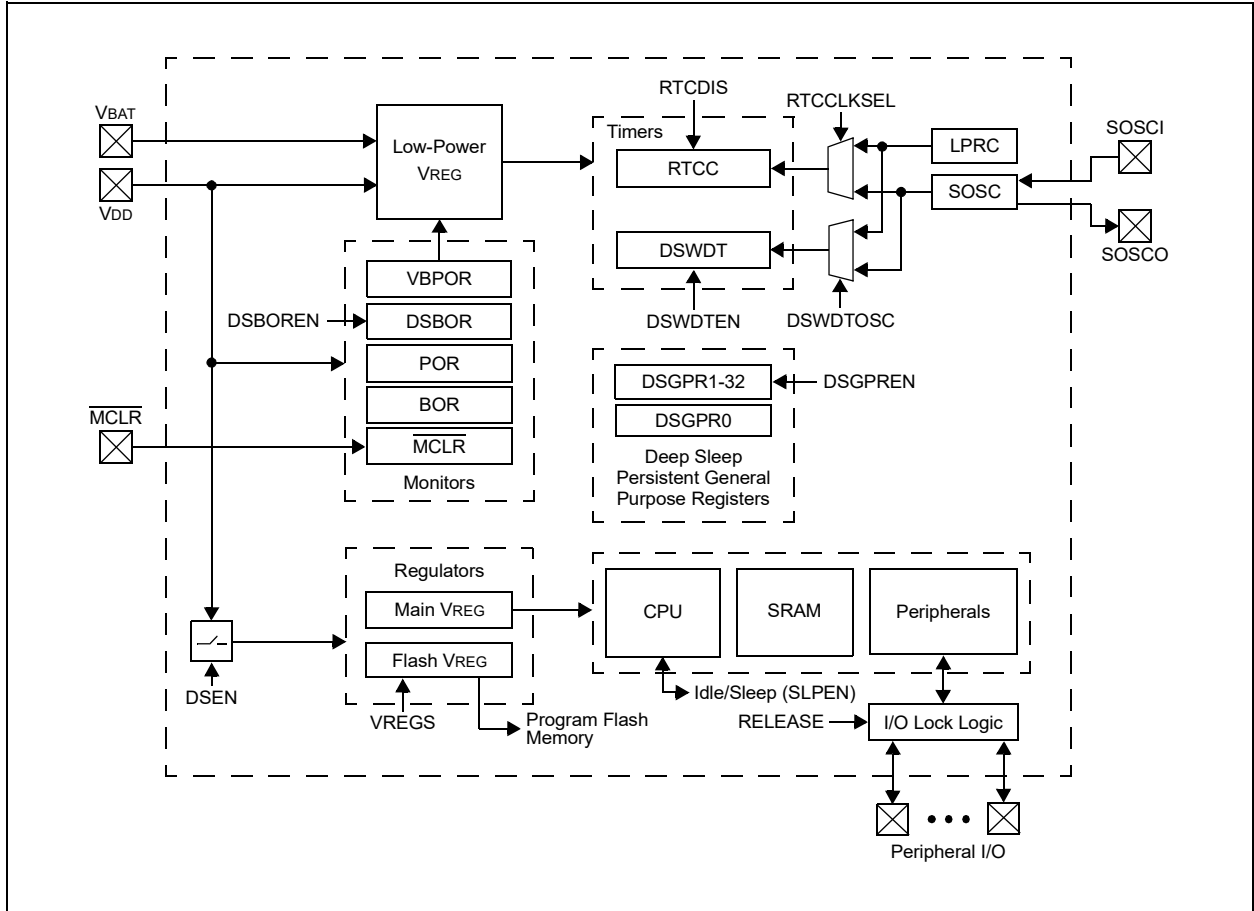 VBAT
VDD
Low-Power
VREG
RTCDIS
RTCCLKSEL
Timers
RTCC
DSWDT
LPRC
SOSC
SOSCI
SOSCO
DSWDTEN
DSWDTOSC
VBPOR
DSBOREN
DSBOR
POR
BOR
MCLR
MCLR
Monitors
DSGPR1-32
DSGPREN
DSGPR0
Deep Sleep
Persistent General
Purpose Registers
Regulators
Main VREG
Flash VREG
DSEN
VREGS
Program Flash
Memory
CPU
SRAM
Peripherals
Idle/Sleep (SLPEN)
RELEASE
I/O Lock Logic
Peripheral I/O